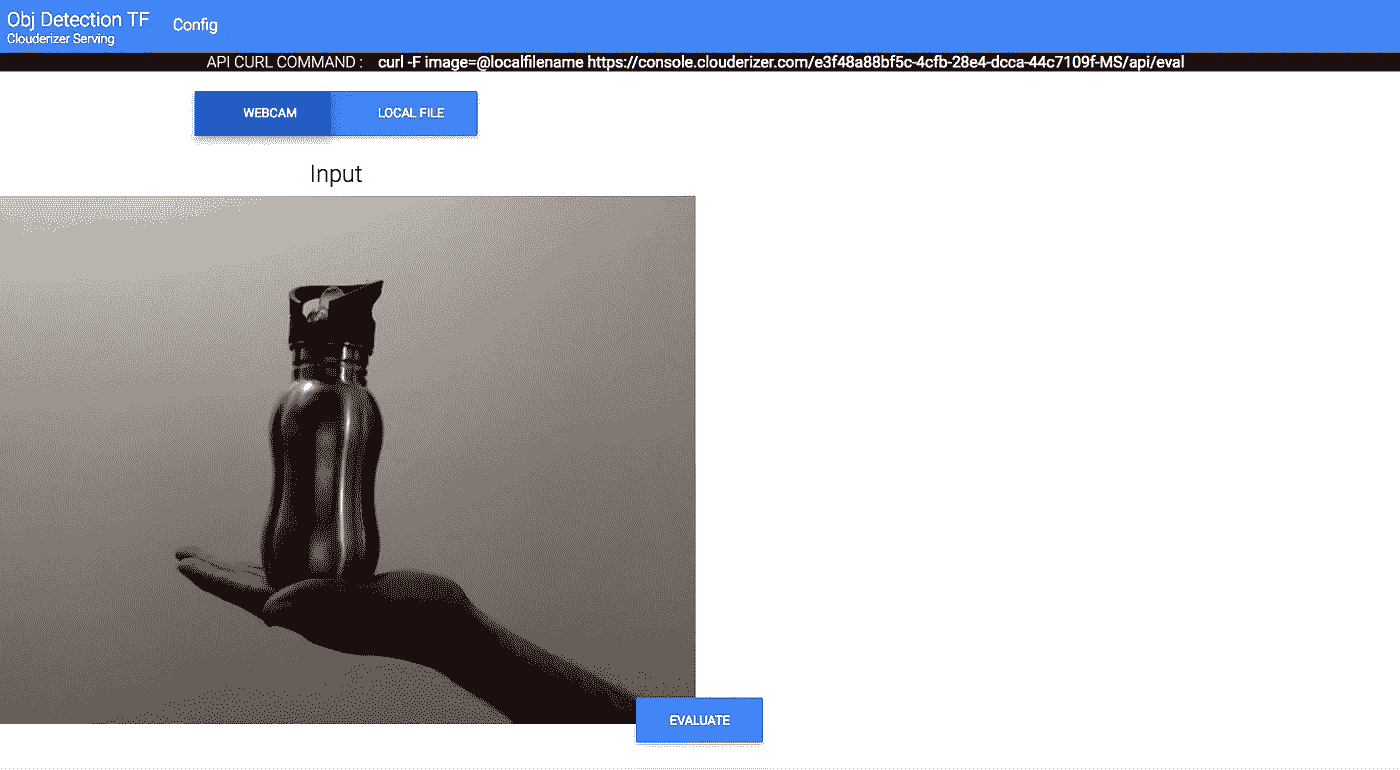 Obj Detection TF
Config
Clouderizer Serving
API CURL COMMAND : curl -F image=@localfilename https://console.clouderizer.com/e3f48a88bf5c-4cfb-28e4-dcca-44c7109f-MS/api/eval
WEBCAM
LOCAL FILE
Input
EVALUATE